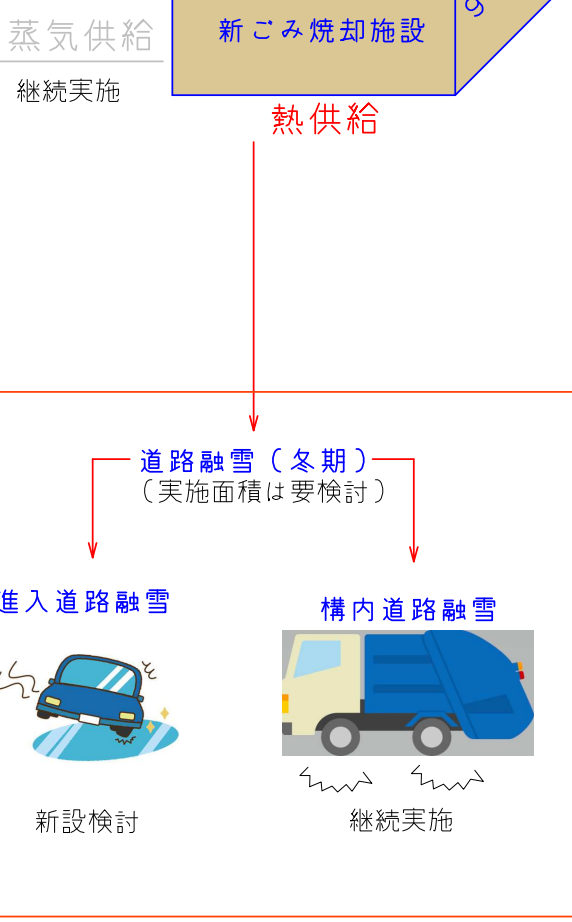 蒸気供給
新ごみ焼却施設
継続実施
熱供給
道路融雪（冬期）
（実施面積は要検討）
進入道路融雪
構内道路融雪
新設検討
継続実施